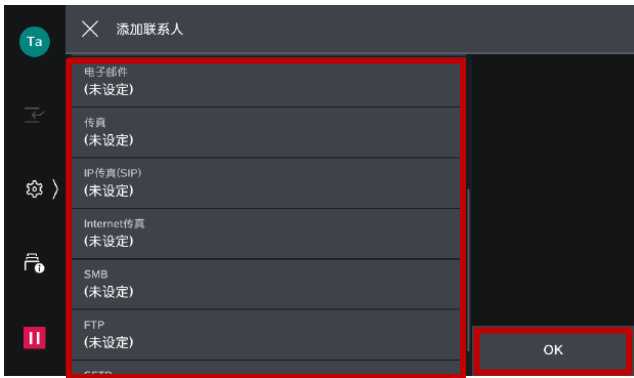 Ta
添加联系人
电子邮件
(未设定)
传真
(未设定)
IP传真(SIP)
(未设定)
Internet传真
(未设定)
SMB
(未设定)
FTP
(未设定)
OK